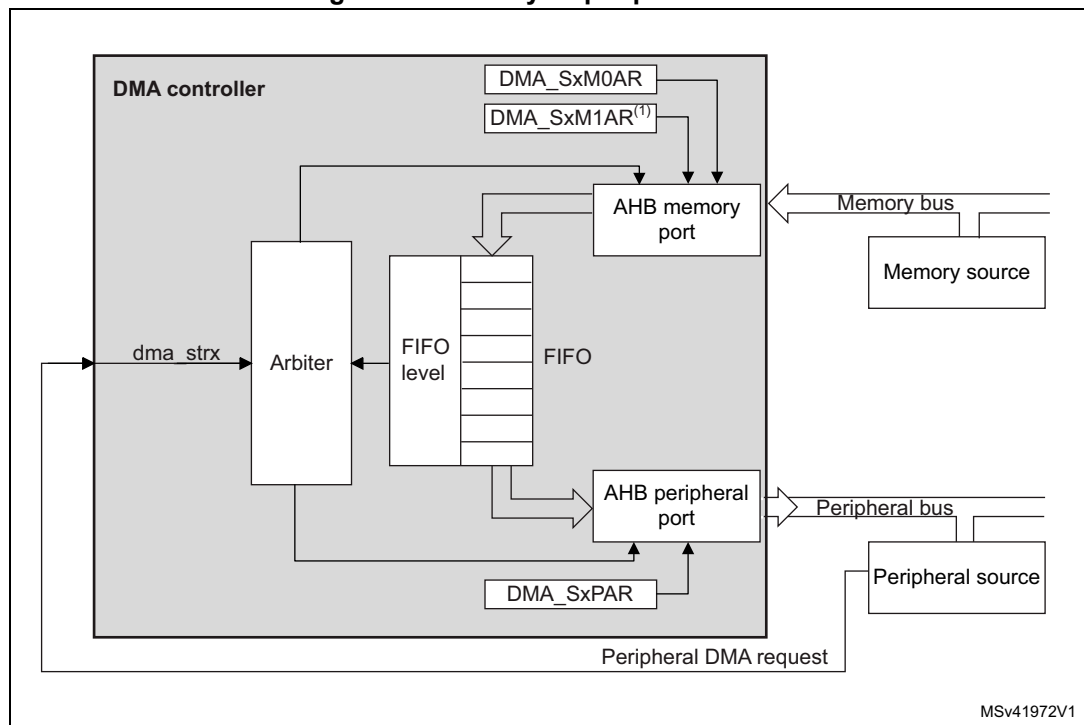 DMA_SxM0AR
DMA controller
DMA_SxM1AR(1)
AHB memory
port
Memory bus
Memory source
dma_strx
Arbiter
FIFO
level
FIFO
AHB peripheral
port
Peripheral bus
Peripheral source
DMA_SxPAR
Peripheral DMA request
MSv41972V1